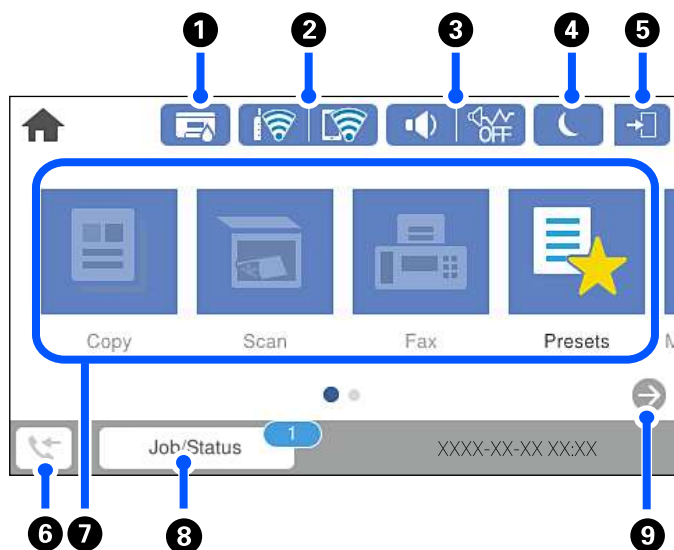 1 2 3 4 5
OFF
Copy Scan Fax Presets
Job/Status 1 XXXX-XX-XX XX:XX
6 7 8 9